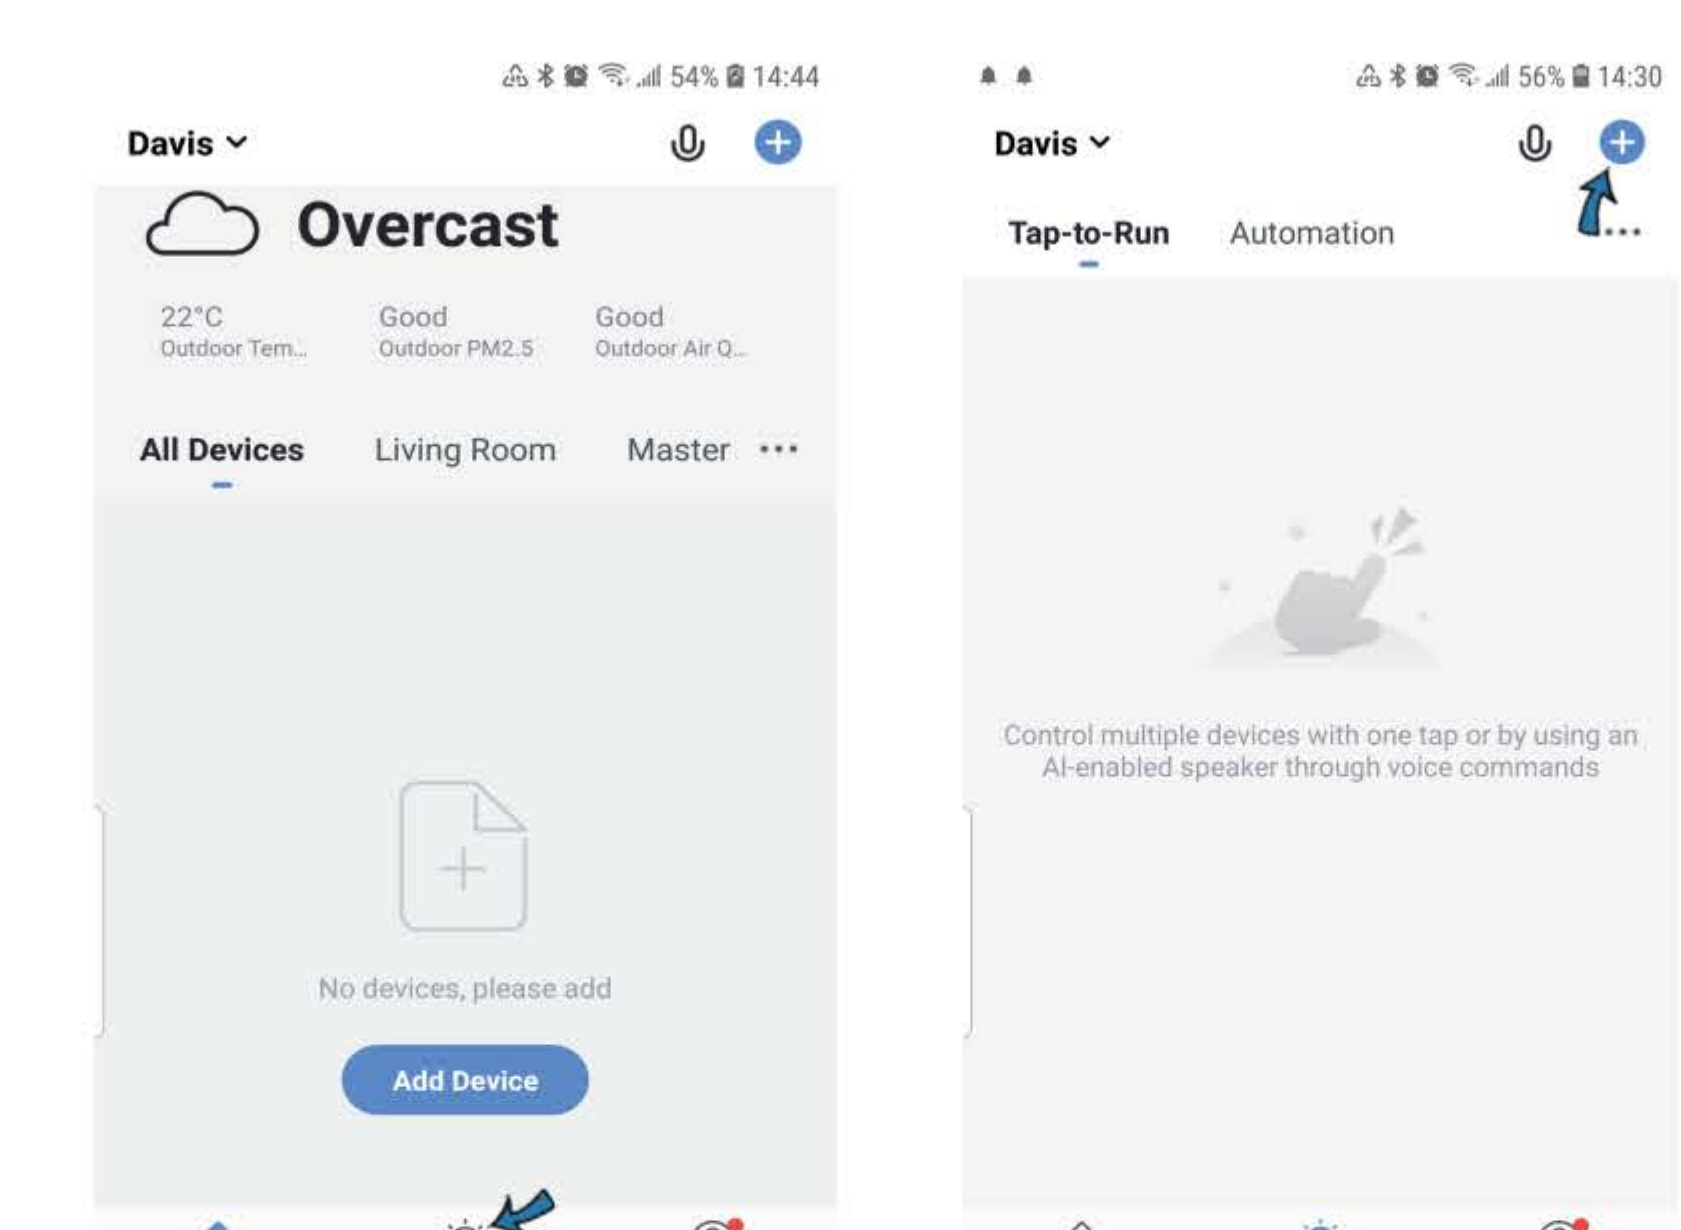 54% 14:44
Davis
Overcast
22°C Good Good
Outdoor Tem... Outdoor PM2.5 Outdoor Air Q...
All Devices Living Room Master ...
No devices, please add
Add Device
56% 14:30
Davis
Tap-to-Run Automation ...
Control multiple devices with one tap or by using an
AI-enabled speaker through voice commands